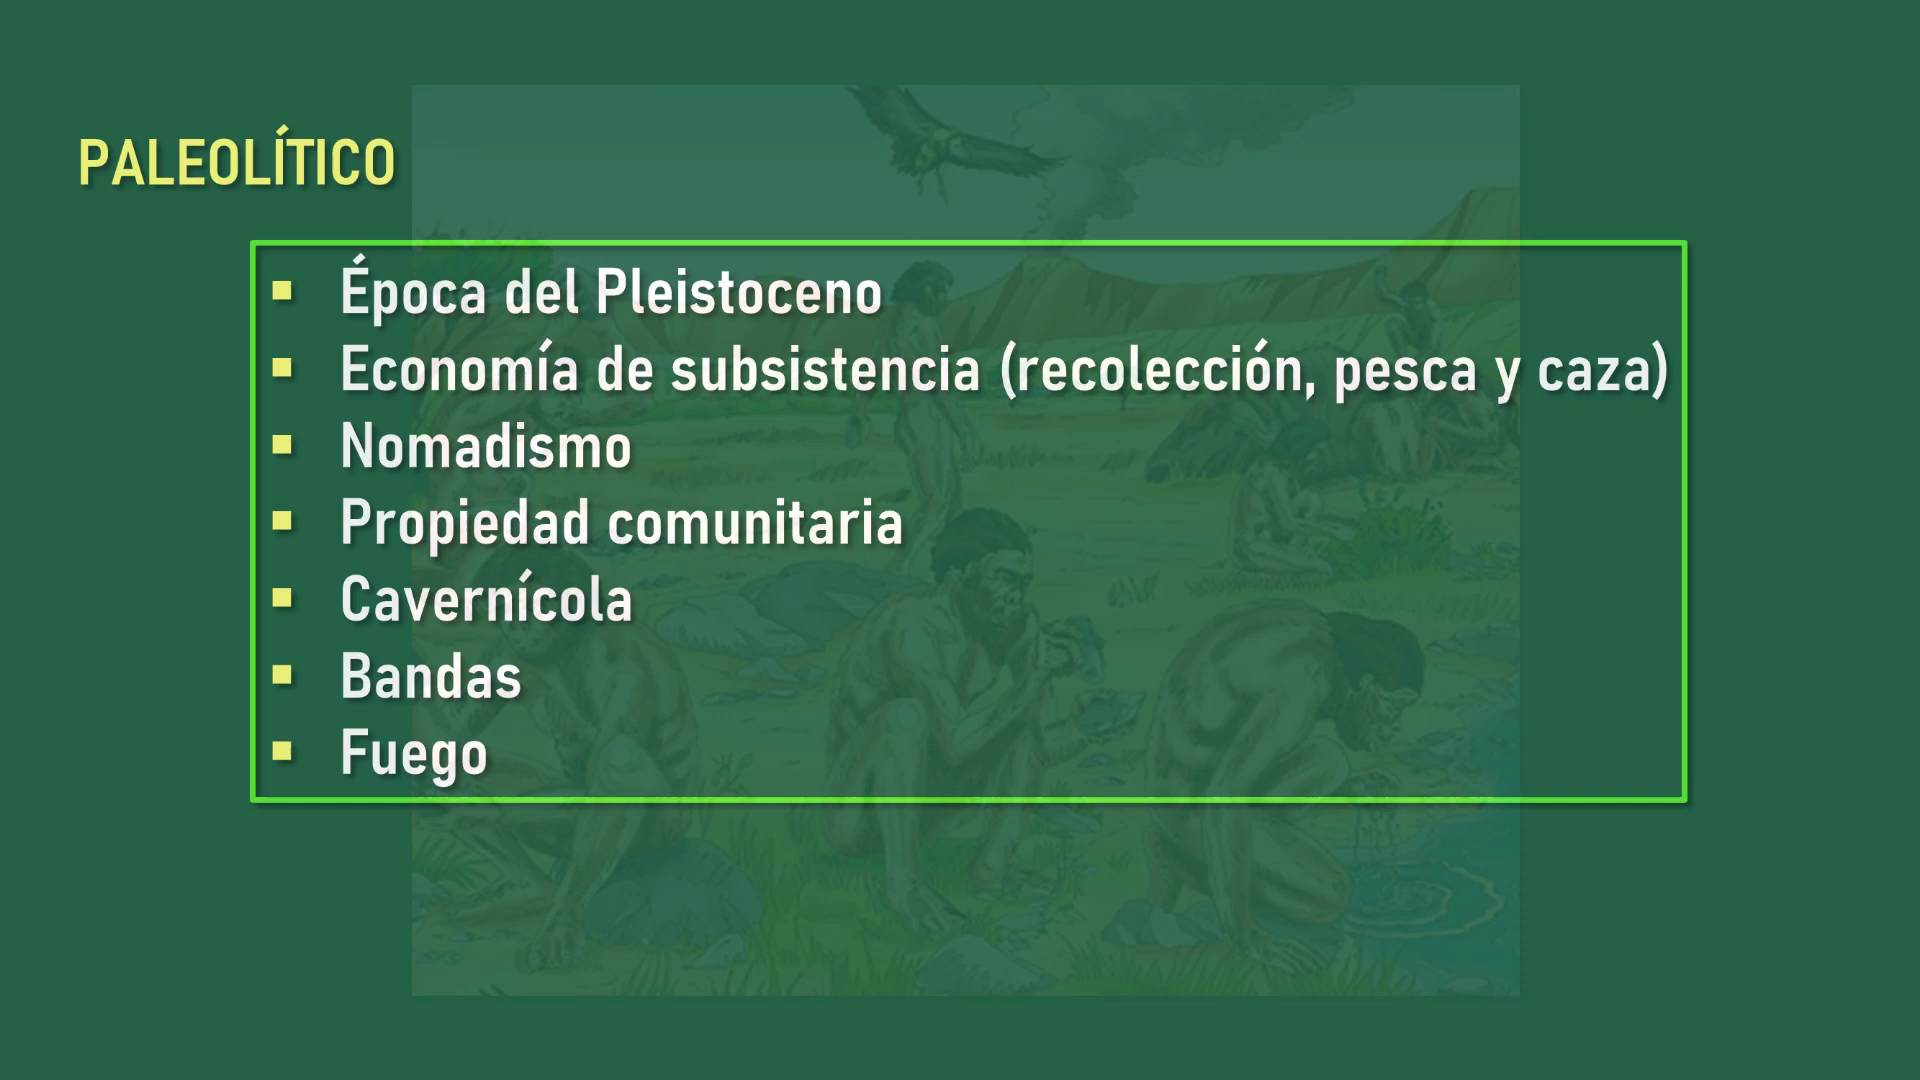 PALEOLÍTICO
▪ Época del Pleistoceno
▪ Economía de subsistencia (recolección, pesca y caza)
▪ Nomadismo
▪ Propiedad comunitaria
▪ Cavernícola
▪ Bandas
▪ Fuego